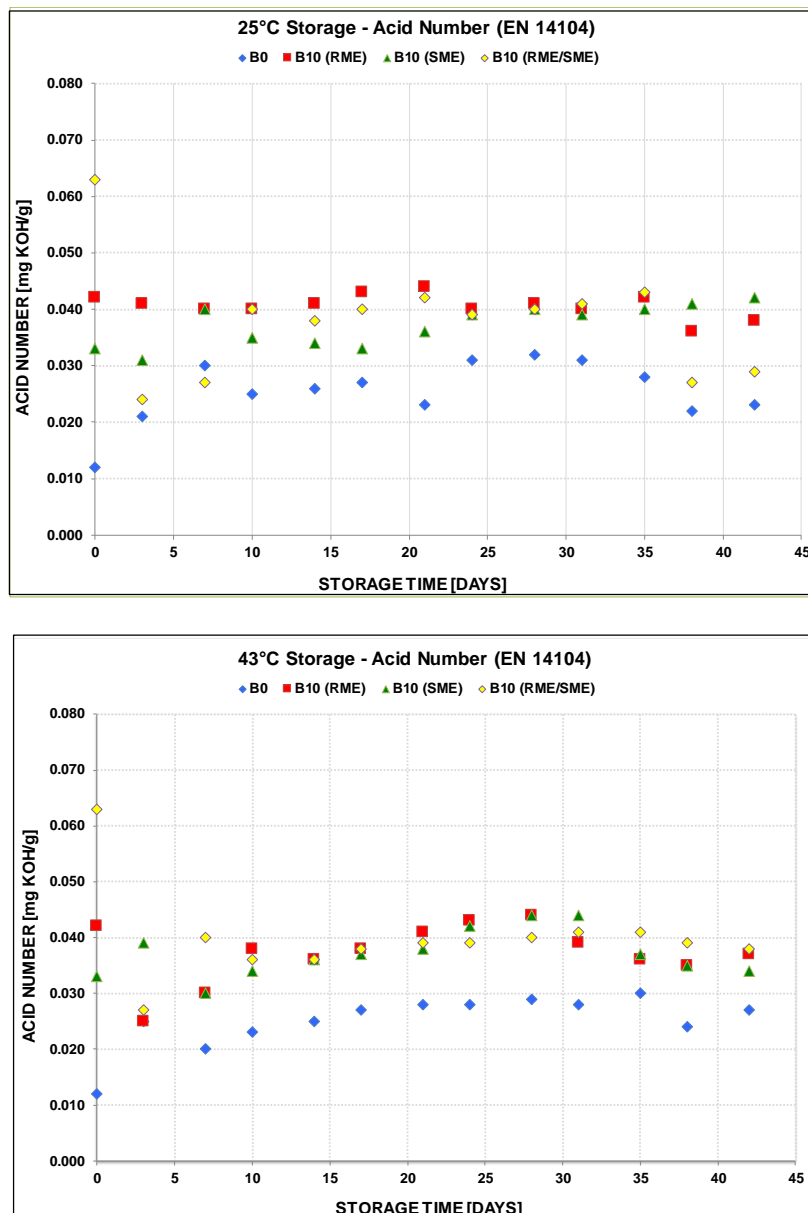 25°C Storage - Acid Number (EN 14104)
B0 B10 (RME) B10 (SME) B10 (RME/SME)
0.080
0.070
0.060
0.050
0.040
0.030
0.020
0.010
0.000
ACID NUMBER [mg KOH/g]
0 5 10 15 20 25 30 35 40 45
STORAGE TIME [DAYS]
43°C Storage - Acid Number (EN 14104)
B0 B10 (RME) B10 (SME) B10 (RME/SME)
0.080
0.070
0.060
0.050
0.040
0.030
0.020
0.010
0.000
ACID NUMBER [mg KOH/g]
0 5 10 15 20 25 30 35 40 45
STORAGE TIME [DAYS]